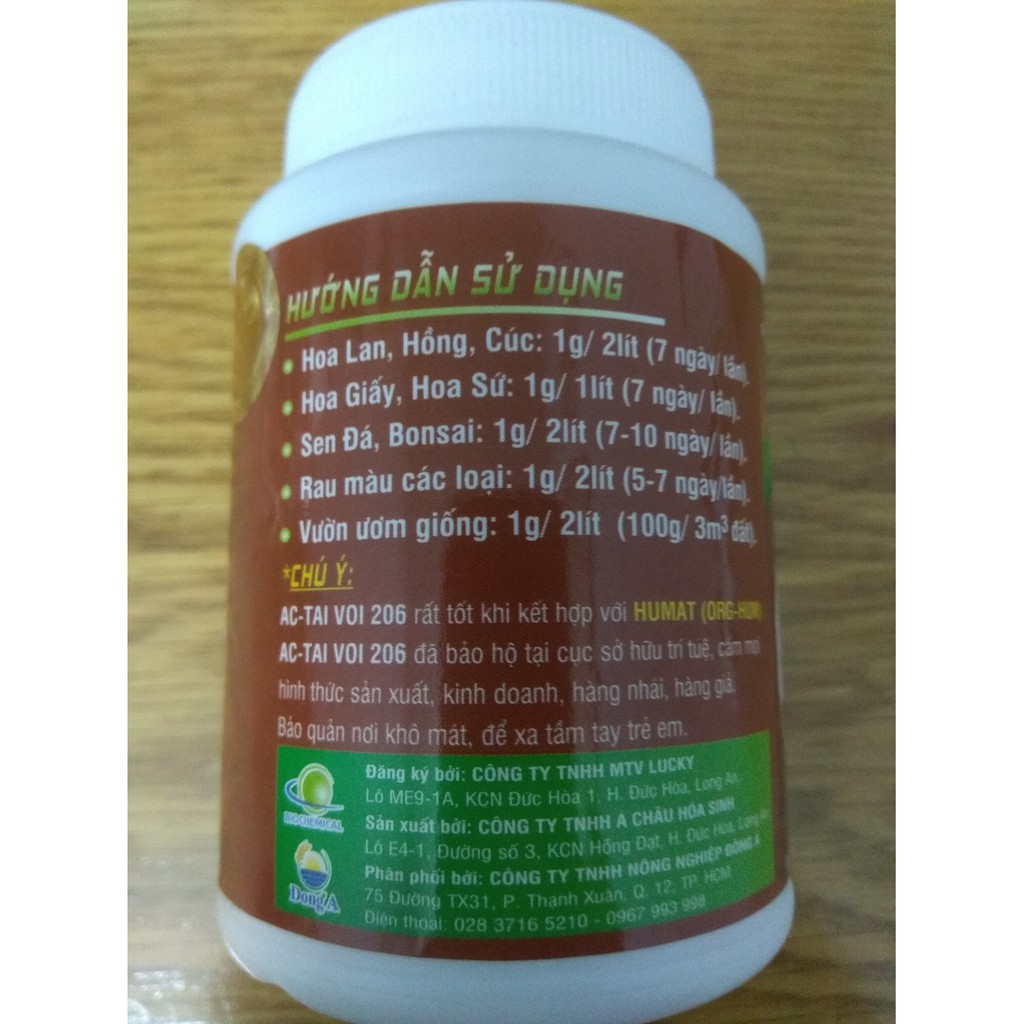 HƯỚNG DẪN SỬ DỤNG
Hoa Lan, Hồng, Cúc: 1g/ 2lít (7 ngày/ lần).
Hoa Giấy, Hoa Sứ: 1g/ 1lít (7 ngày/ lần).
Sen Đá, Bonsai: 1g/ 2lít (7-10 ngày/ lần).
Rau màu các loại: 1g/ 2lít (5-7 ngày/lần).
Vườn ươm giống: 1g/ 2lít (100g/ 3m³ đất).
*CHÚ Ý:
AC-TAI VOI 206 rất tốt khi kết hợp với HUMAT (ORG-HUM)
AC-TAI VOI 206 đã bảo hộ tại cục sở hữu trí tuệ, cấm mọi
hình thức sản xuất, kinh doanh, hàng nhái, hàng giả.
Bảo quản nơi khô mát, để xa tầm tay trẻ em.
Đăng ký bởi: CÔNG TY TNHH MTV LUCKY
Lô ME9-1A, KCN Đức Hòa 1, H. Đức Hòa, Long An.
Sản xuất bởi: CÔNG TY TNHH Á CHÂU HÓA SINH
Lô E4-1, Đường số 3, KCN Hồng Đạt, H. Đức Hòa, Long An
Phân phối bởi: CÔNG TY TNHH NÔNG NGHIỆP ĐÔNG Á
75 Đường TX31, P. Thạnh Xuân, Q. 12, TP. HCM
Điện thoại: 028 3716 5210 - 0967 993 998
BIOCHEMICAL
Dong A